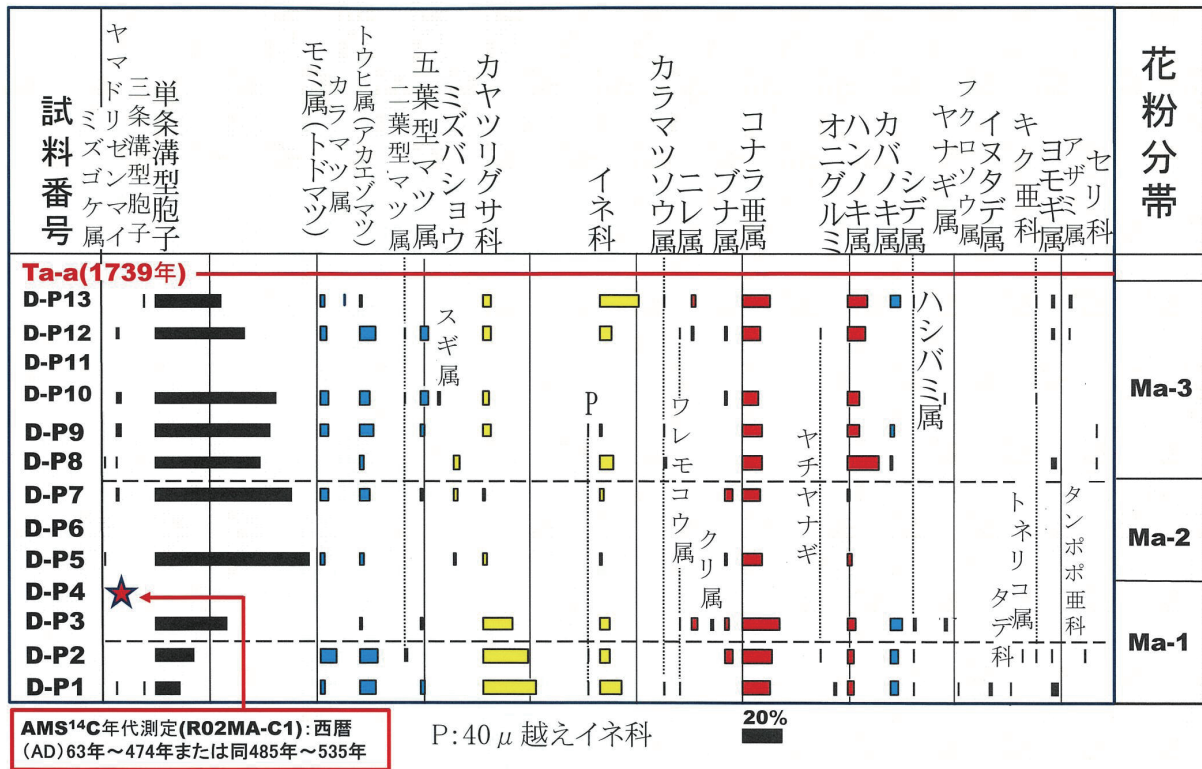 試料番号
ミズゴケ属
ヤマドリゼンマイ
三条溝型胞子
単条溝型胞子
モミ属(トドマツ)
カラマツ属
トウヒ属(アカエゾマツ)
二葉型マツ属
五葉型マツ属
ミズバショウ
カヤツリグサ科
イネ科
カラマツソウ属
ニレ属
ブナ属
コナラ亜属
オニグルミ
ハンノキ属
カバノキ属
シデ属
ヤナギ属
フクロソウ属
イヌタデ属
キク亜科
ヨモギ属
アザミ属
セリ科
花粉分帯
Ta-a(1739年)
D-P13
D-P12
D-P11
D-P10
D-P9
D-P8
D-P7
D-P6
D-P5
D-P4
D-P3
D-P2
D-P1
スギ属
P
ワレモコウ属
クリ属
ヤチヤナギ
ハシバミ属
タデ科
トネリコ属
タンポポ亜科
Ma-3
Ma-2
Ma-1
AMS¹⁴C年代測定(R02MA-C1):西暦
(AD)63年～474年または同485年～535年
P:40μ越えイネ科
20%